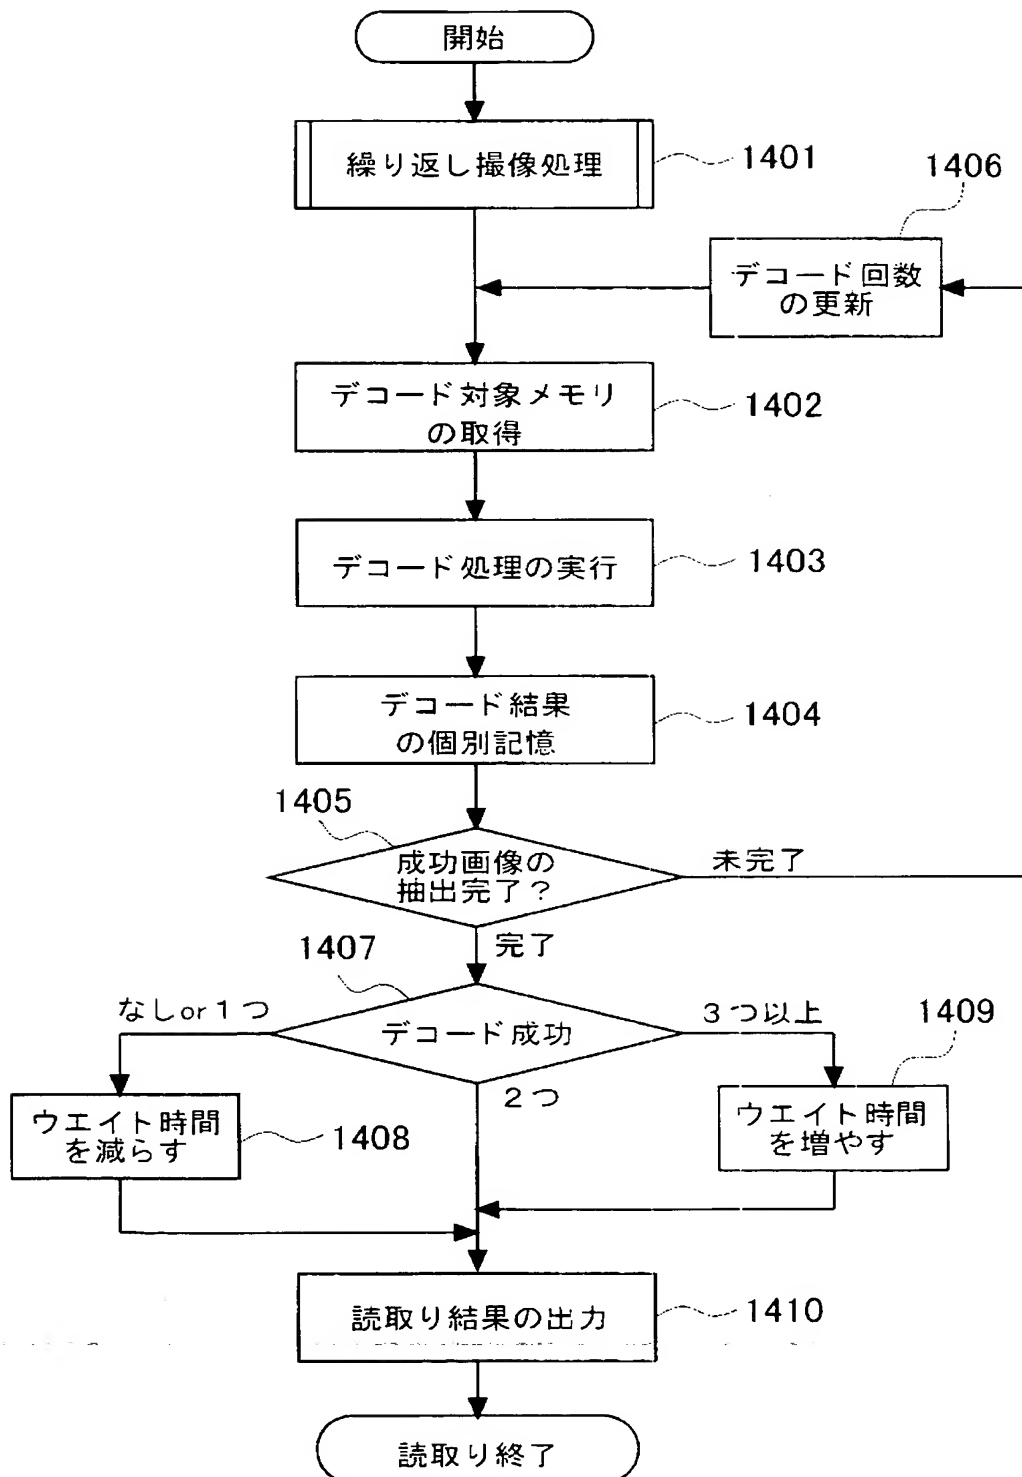 開始
繰り返し撮像処理
1401
1406
デコード回数
の更新
デコード対象メモリ
の取得
1402
デコード処理の実行
1403
デコード結果
の個別記憶
1404
1405
成功画像の
抽出完了？
未完了
完了
1407
なしor１つ
デコード成功
３つ以上
1409
２つ
ウエイト時間
を減らす
1408
ウエイト時間
を増やす
読取り結果の出力
1410
読取り終了